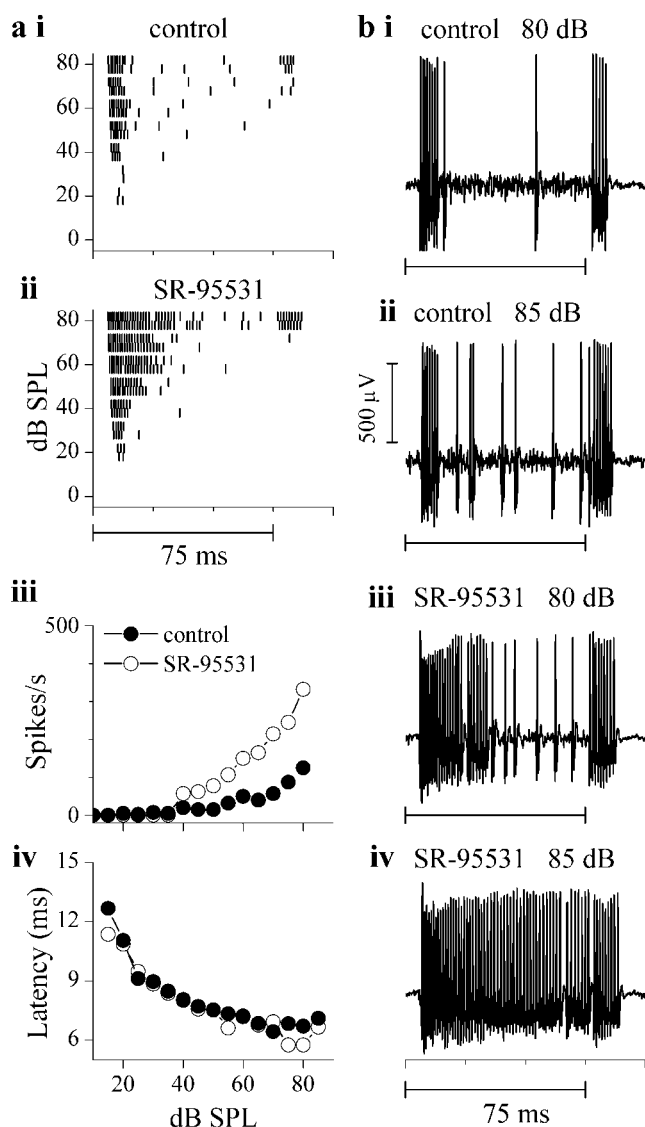 a i
control
80
60
40
20
0
ii
SR-95531
80
60
40
20
0
dB SPL
75 ms
iii
500
0
Spikes/s
control
SR-95531
iv
15
12
9
6
Latency (ms)
20
40
60
80
dB SPL
b i
control 80 dB
ii
control 85 dB
500 µV
iii
SR-95531 80 dB
iv
SR-95531 85 dB
75 ms